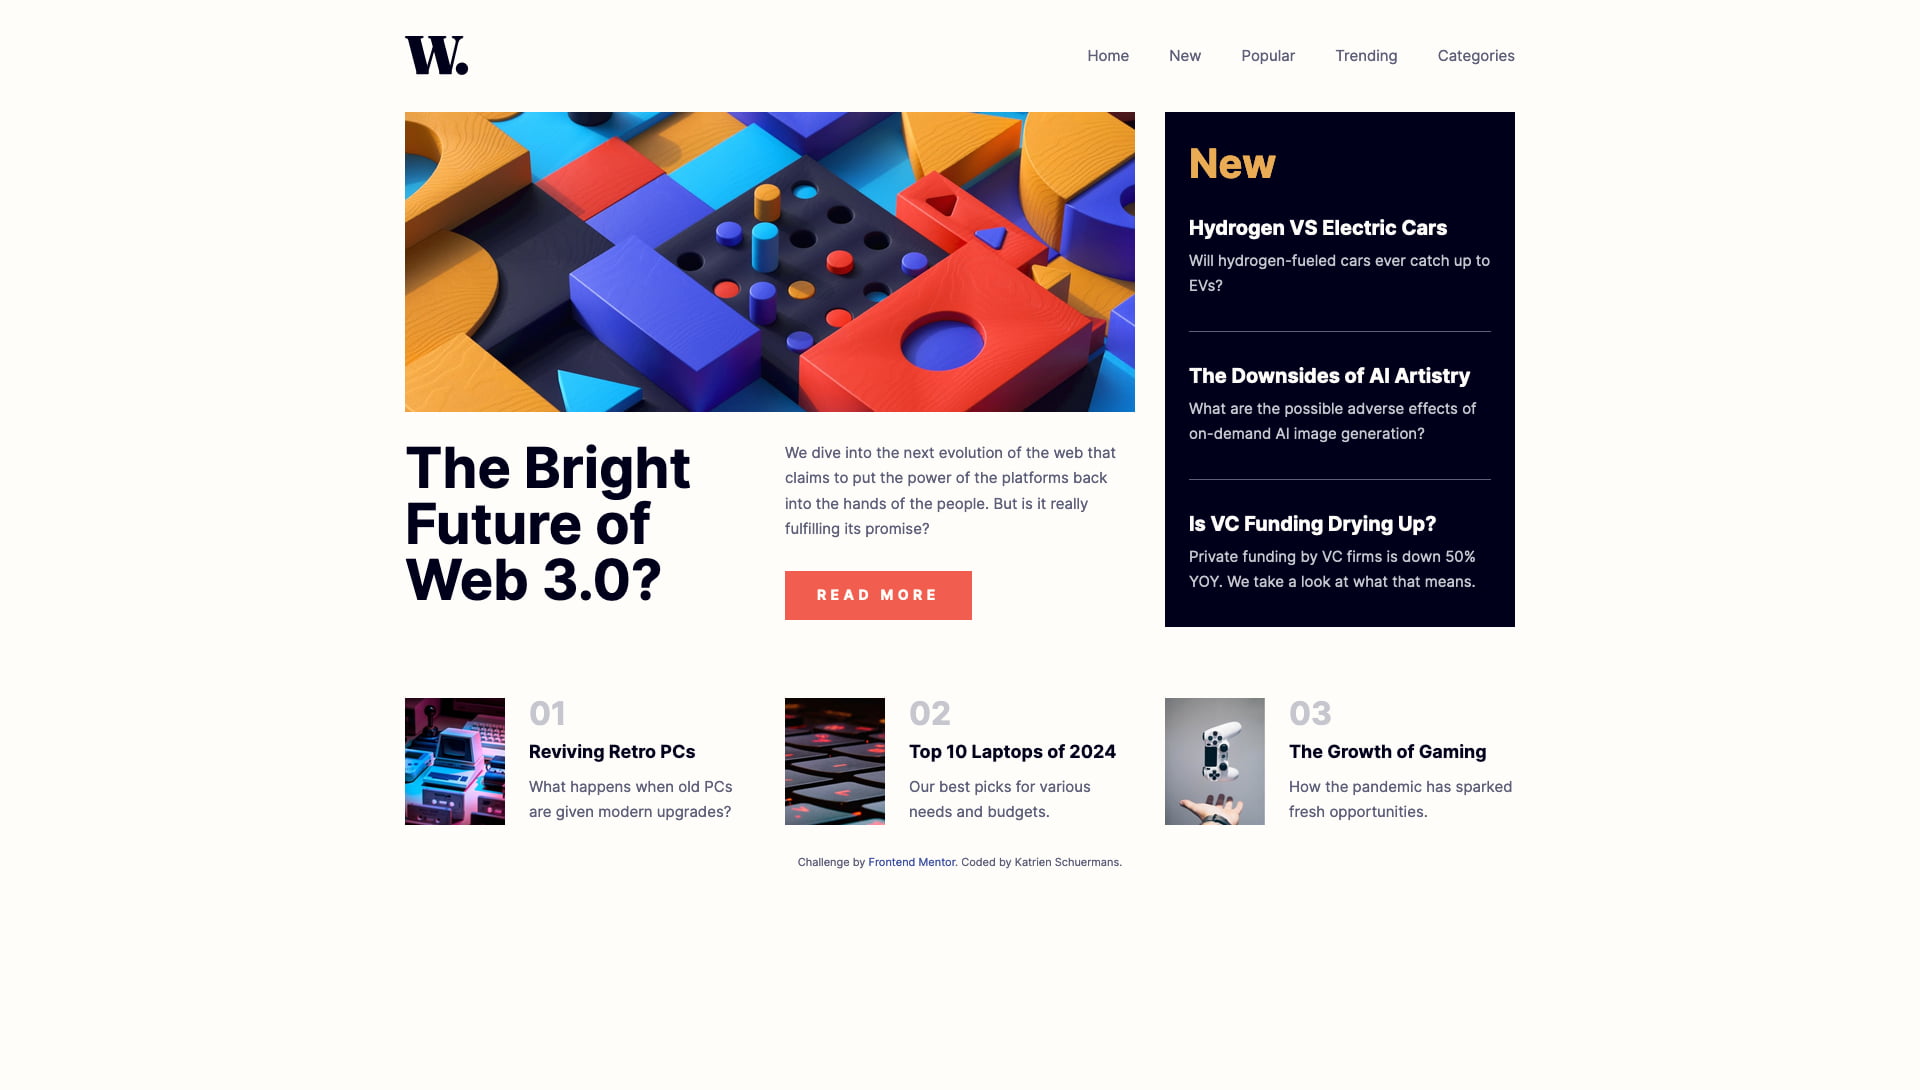 W.
Home
New
Popular
Trending
Categories
The Bright
Future of
Web 3.0?
We dive into the next evolution of the web that
claims to put the power of the platforms back
into the hands of the people. But is it really
fulfilling its promise?
READ MORE
New
Hydrogen VS Electric Cars
Will hydrogen-fueled cars ever catch up to
EVs?
The Downsides of AI Artistry
What are the possible adverse effects of
on-demand AI image generation?
Is VC Funding Drying Up?
Private funding by VC firms is down 50%
YOY. We take a look at what that means.
01
Reviving Retro PCs
What happens when old PCs
are given modern upgrades?
02
Top 10 Laptops of 2024
Our best picks for various
needs and budgets.
03
The Growth of Gaming
How the pandemic has sparked
fresh opportunities.
Challenge by Frontend Mentor. Coded by Katrien Schuermans.